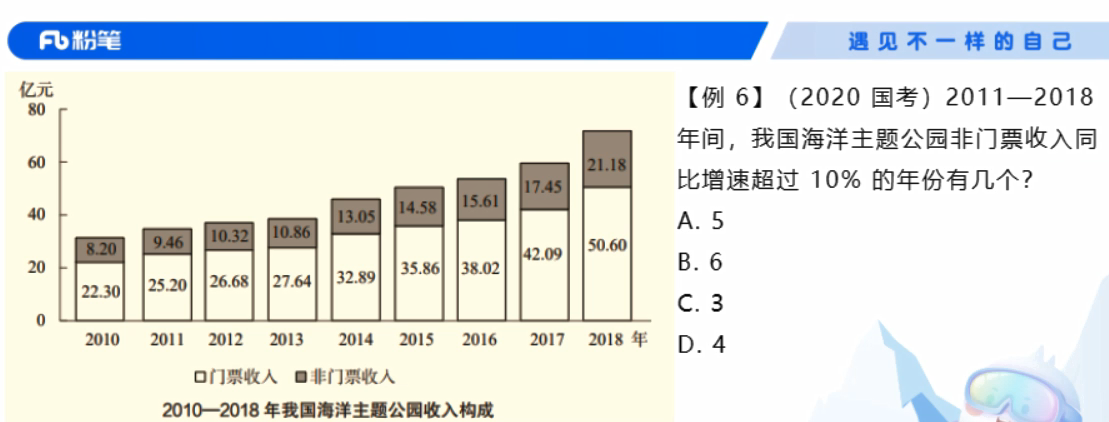 粉笔
遇见不一样的自己
亿元
80
60
40
20
0
8.20
9.46
10.32
10.86
13.05
14.58
15.61
17.45
21.18
22.30
25.20
26.68
27.64
32.89
35.86
38.02
42.09
50.60
2010 2011 2012 2013 2014 2015 2016 2017 2018 年
门票收入 非门票收入
2010—2018 年我国海洋主题公园收入构成
【例 6】（2020 国考）2011—2018
年间，我国海洋主题公园非门票收入同
比增速超过 10% 的年份有几个？
A. 5
B. 6
C. 3
D. 4